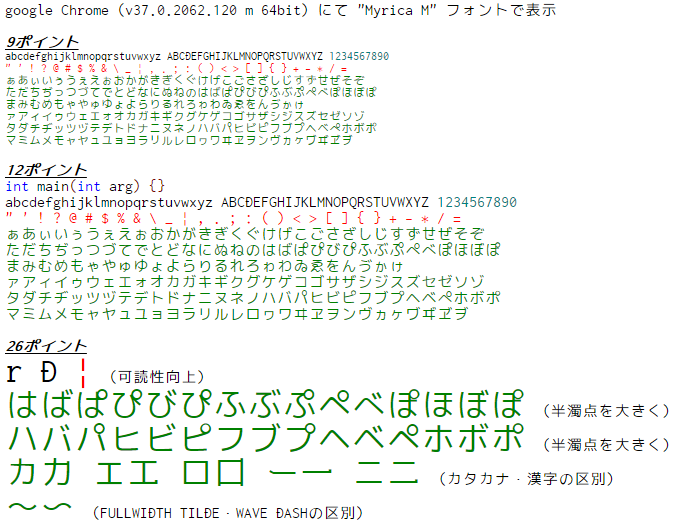 google Chrome (v37.0.2062.120 m 64bit) にて "Myrica M" フォントで表示
9ポイント
abcdefghijklmnopqrstuvwxyz ABCĐEFGHIJKLMNOPQRSTUVWXYZ 1234567890
" ' ! ? @ # $ % & \ _ ¦ , . ; : ( ) < > [ ] { } + - * / =
ぁあぃいぅうぇえぉおかがきぎくぐけげこごさざしじすずせぜそぞ
ただちぢっつづてでとどなにぬねのはばぱひびぴふぶぷへべぺほぼぽ
まみむめもゃやゅゆょよらりるれろゎわゐゑをんゔゕゖ
ァアィイゥウェエォオカガキギクグケゲコゴサザシジスズセゼソゾ
タダチヂッツヅテデトドナニヌネノハバパヒビピフブプヘベペホボポ
マミムメモャヤュユョヨラリルレロヮワヰヱヲンヴヵヶヷヸヹヺ
12ポイント
int main(int arg) {}
abcdefghijklmnopqrstuvwxyz ABCĐEFGHIJKLMNOPQRSTUVWXYZ 1234567890
" ' ! ? @ # $ % & \ _ ¦ , . ; : ( ) < > [ ] { } + - * / =
ぁあぃいぅうぇえぉおかがきぎくぐけげこごさざしじすずせぜそぞ
ただちぢっつづてでとどなにぬねのはばぱぴびぴふぶぷぺべぽほぼぽ
まみむめもゃやゅゆょよらりるれろゎわゐゑをんゔゕゖ
ァアィイゥウェエォオカガキギクグケゲコゴサザシジスズセゼソゾ
タダチヂッツヅテデトドナニヌネノハバパヒビピフブプヘベペホボポ
マミムメモャヤュユョヨラリルレロヮワヰヱヲンヴヵヶヷヸヹヺ
26ポイント
r Đ ¦ (可読性向上)
はばぱぴびぴふぶぷぺべぽほぼぽ (半濁点を大きく)
ハバパヒビピフブプヘベペホボポ (半濁点を大きく)
カ力 エ工 ロ口 ー一 ニ二 (カタカナ・漢字の区別)
～〜 (FULLWIĐTH TILĐE・WAVE ĐASHの区別)